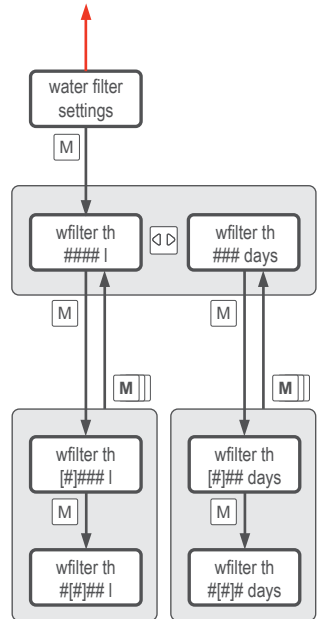 water filter
settings
M
wfilter th
#### l
wfilter th
### days
M
M
M
M
wfilter th
[#]### l
wfilter th
[#]## days
M
M
wfilter th
#[#]## l
wfilter th
#[#]# days